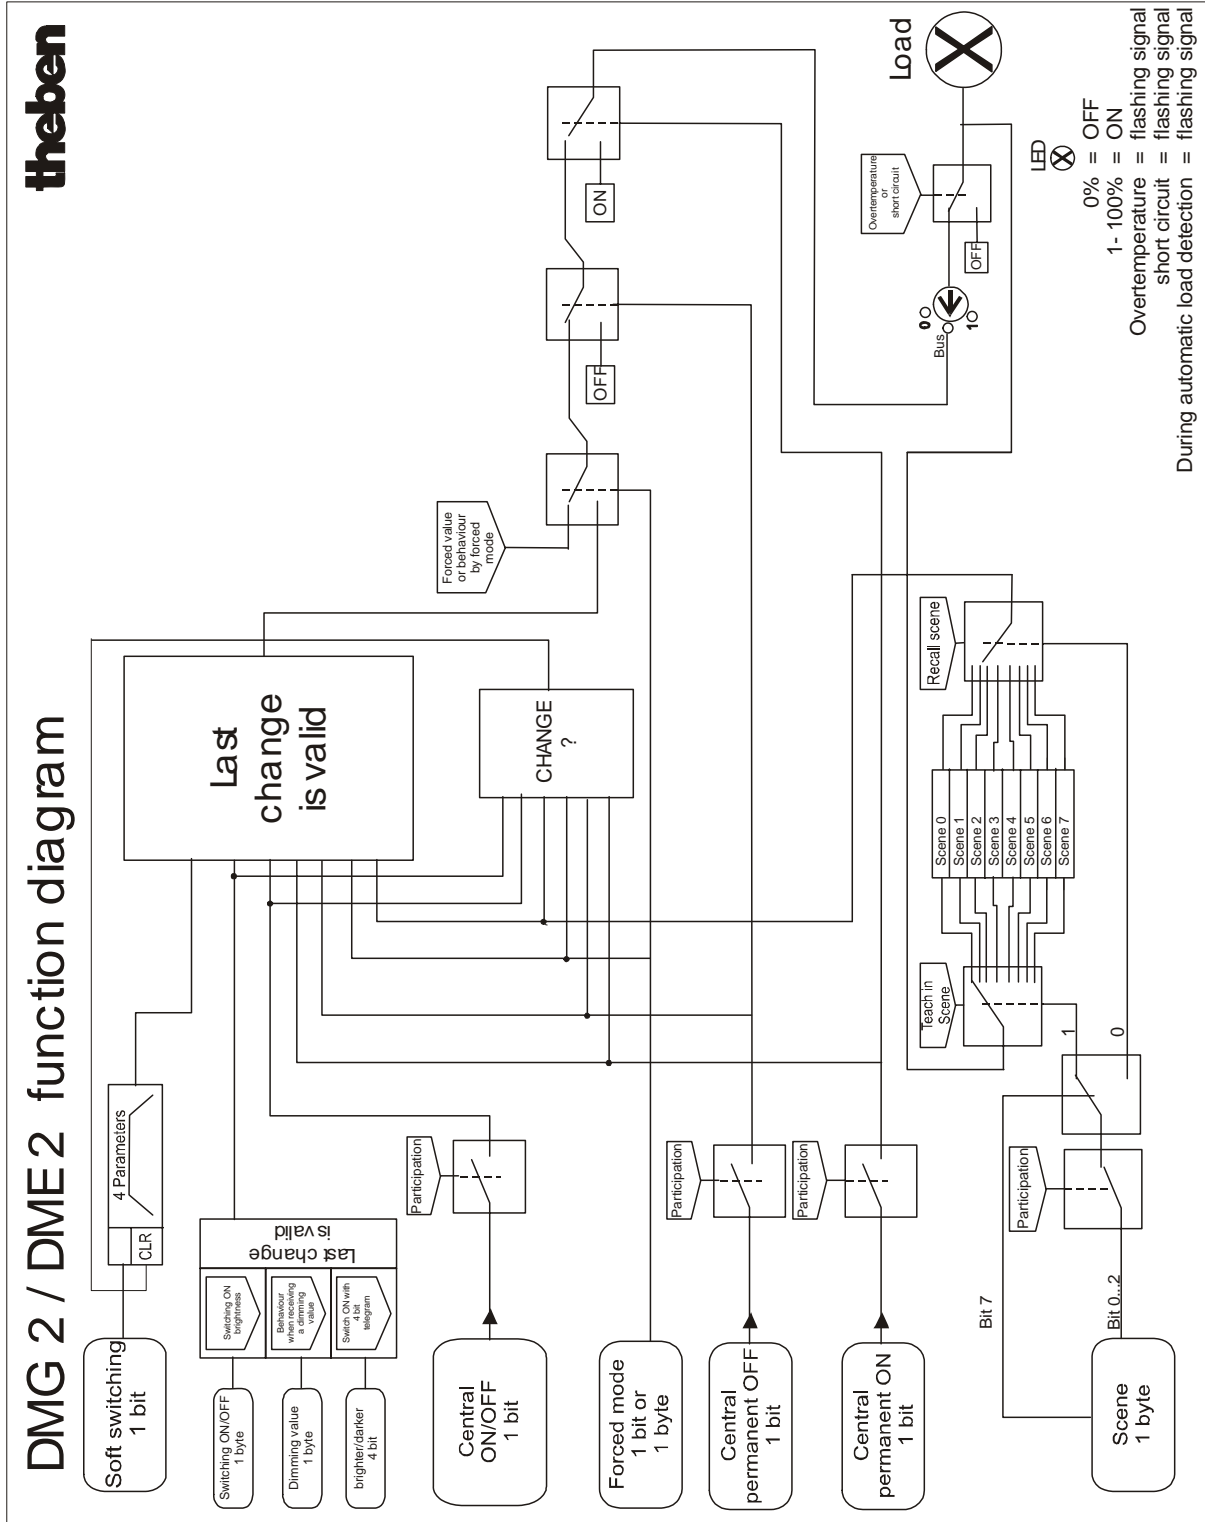 DMG 2 / DME 2 function diagram
theben
Soft switching
1 bit
CLR
4 Parameters
Last
change
is valid
Switching ON/OFF
1 byte
Dimming value
1 byte
brighter/darker
4 bit
Switching ON
brightness
Behaviour
when receiving
a dimming
value
Switch ON with
4 bit
telegram
Last change
is valid
Central
ON/OFF
1 bit
Participation
CHANGE
?
Forced value
or behaviour
by forced
mode
OFF
ON
Forced mode
1 bit or
1 byte
Central
permanent OFF
1 bit
Participation
Central
permanent ON
1 bit
Participation
Load
Overtemperature
or
short circuit
OFF
Bus
0
1
Scene
1 byte
Bit 7
Bit 0...2
Participation
1
0
Teach in
Scene
Scene 0
Scene 1
Scene 2
Scene 3
Scene 4
Scene 5
Scene 6
Scene 7
Recall scene
LED
0% = OFF
1- 100% = ON
Overtemperature = flashing signal
short circuit = flashing signal
During automatic load detection = flashing signal